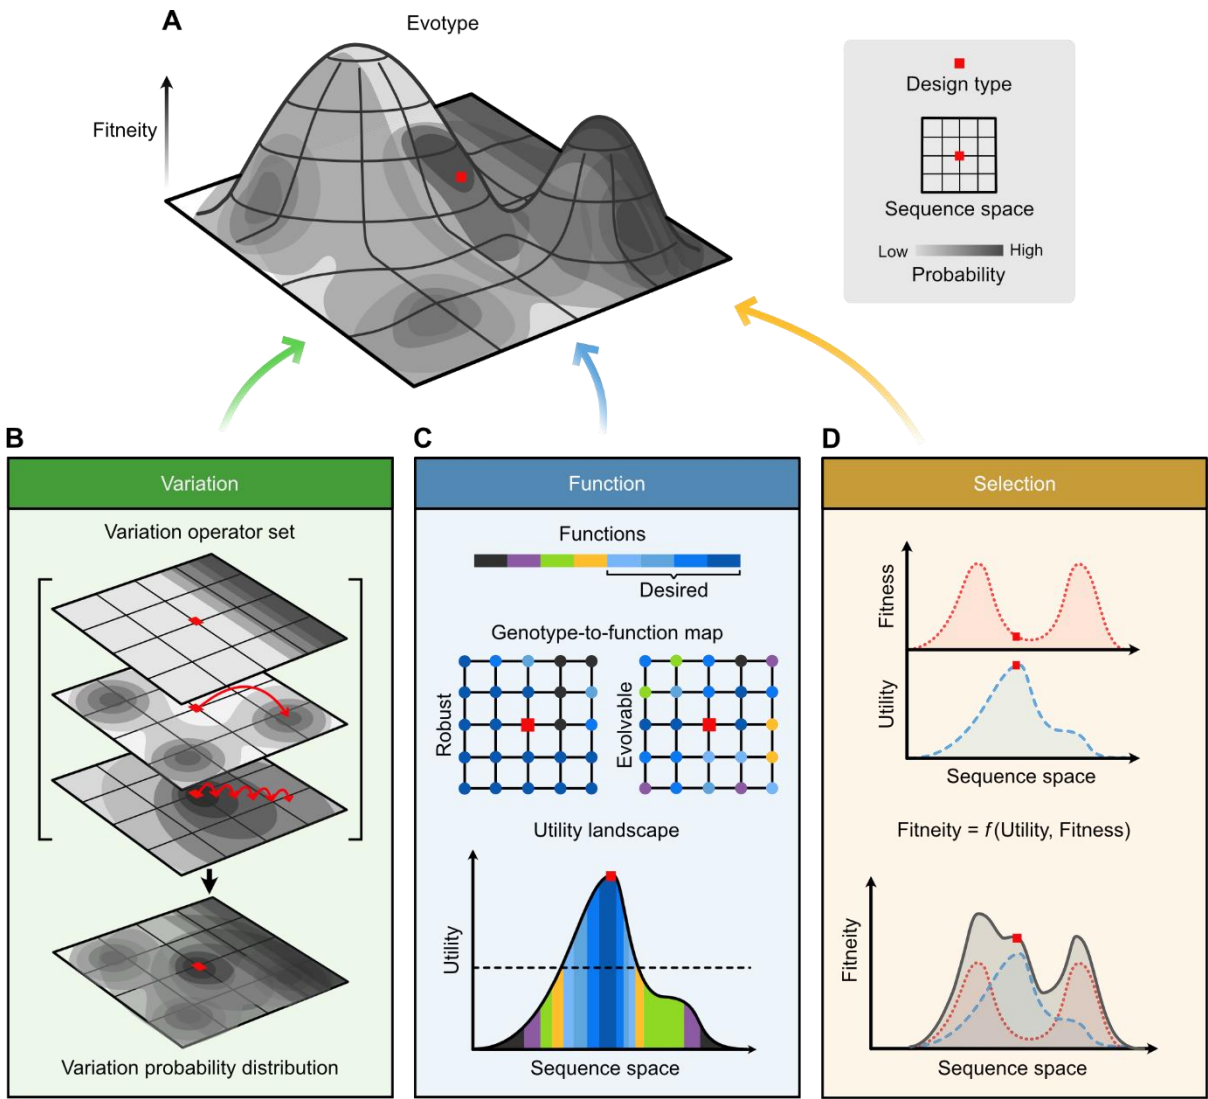 A
Evotype
Fitneity
Design type
Sequence space
Low
High
Probability
B
Variation
Variation operator set
Variation probability distribution
C
Function
Functions
Desired
Genotype-to-function map
Robust
Evolvable
Utility landscape
Utility
Sequence space
D
Selection
Fitness
Utility
Sequence space
Fitneity = f (Utility, Fitness)
Fitneity
Sequence space